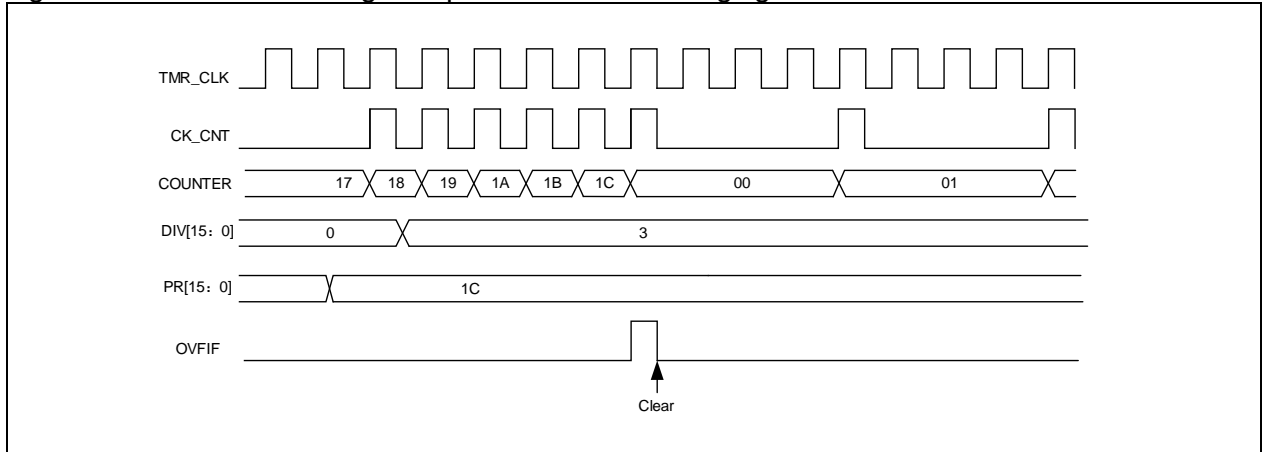 TMR_CLK
CK_CNT
COUNTER 17 18 19 1A 1B 1C 00 01
DIV[15：0] 0 3
PR[15：0] 1C
OVFIF
Clear